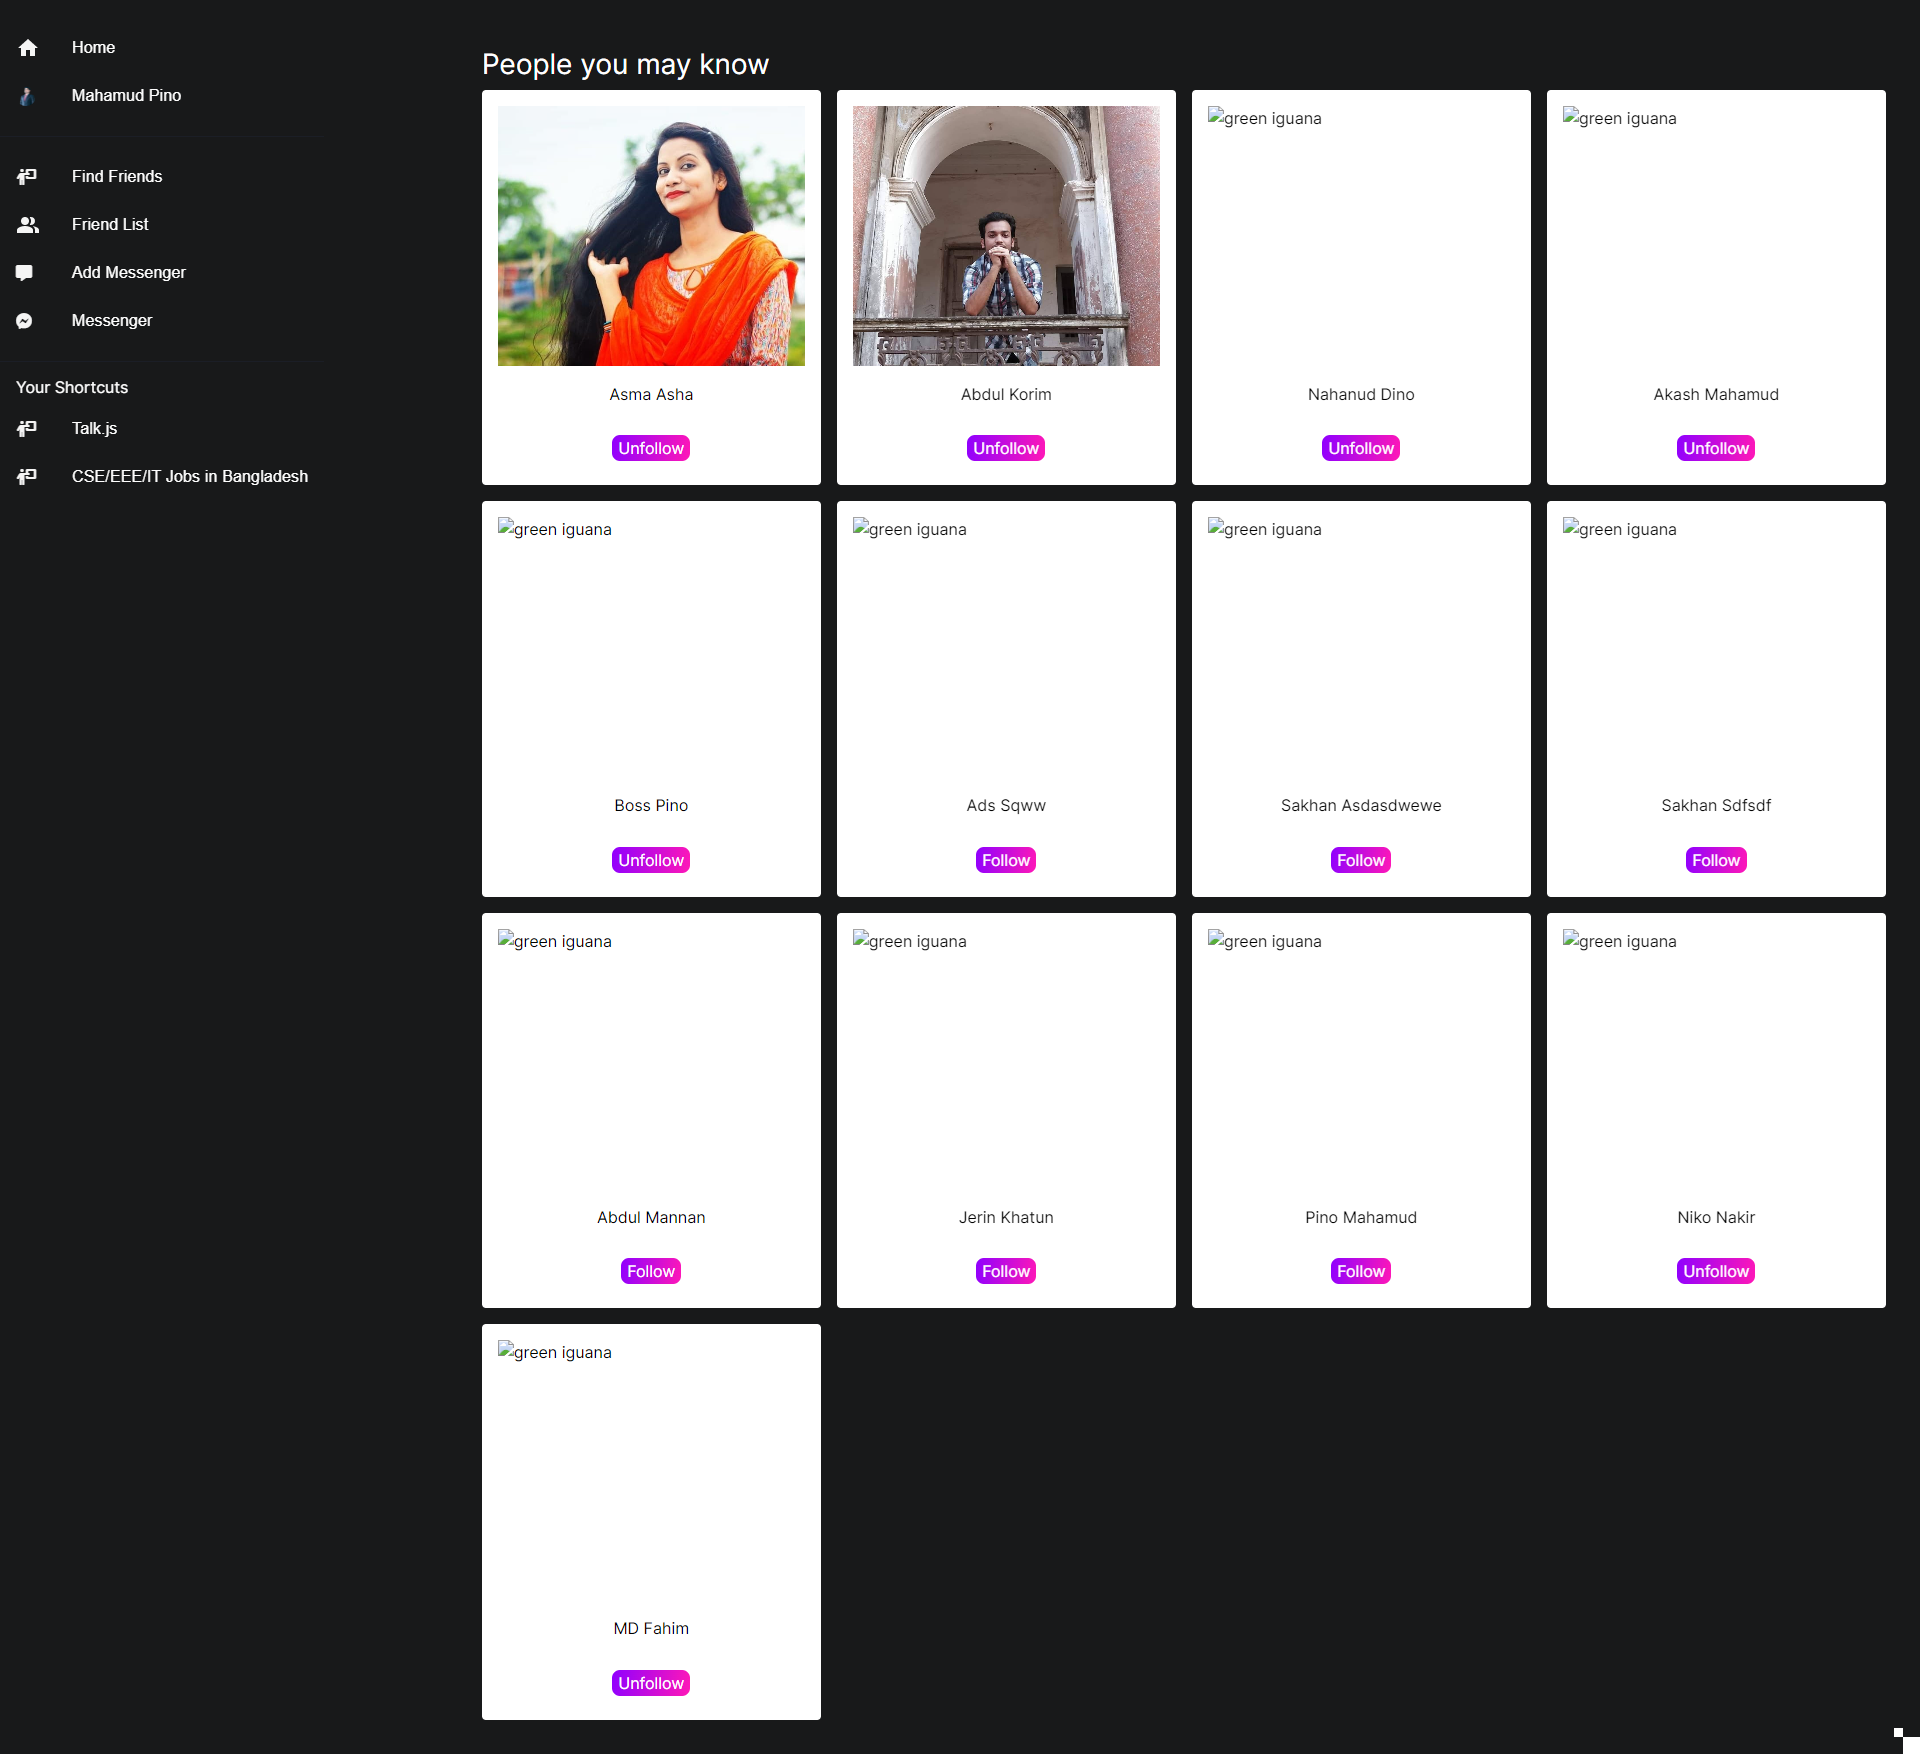 Home
Mahamud Pino
Find Friends
Friend List
Add Messenger
Messenger
Your Shortcuts
Talk.js
CSE/EEE/IT Jobs in Bangladesh
People you may know
Asma Asha
Unfollow
Abdul Korim
Unfollow
green iguana
Nahanud Dino
Unfollow
green iguana
Akash Mahamud
Unfollow
green iguana
Boss Pino
Unfollow
green iguana
Ads Sqww
Follow
green iguana
Sakhan Asdasdwewe
Follow
green iguana
Sakhan Sdfsdf
Follow
green iguana
Abdul Mannan
Follow
green iguana
Jerin Khatun
Follow
green iguana
Pino Mahamud
Follow
green iguana
Niko Nakir
Unfollow
green iguana
MD Fahim
Unfollow